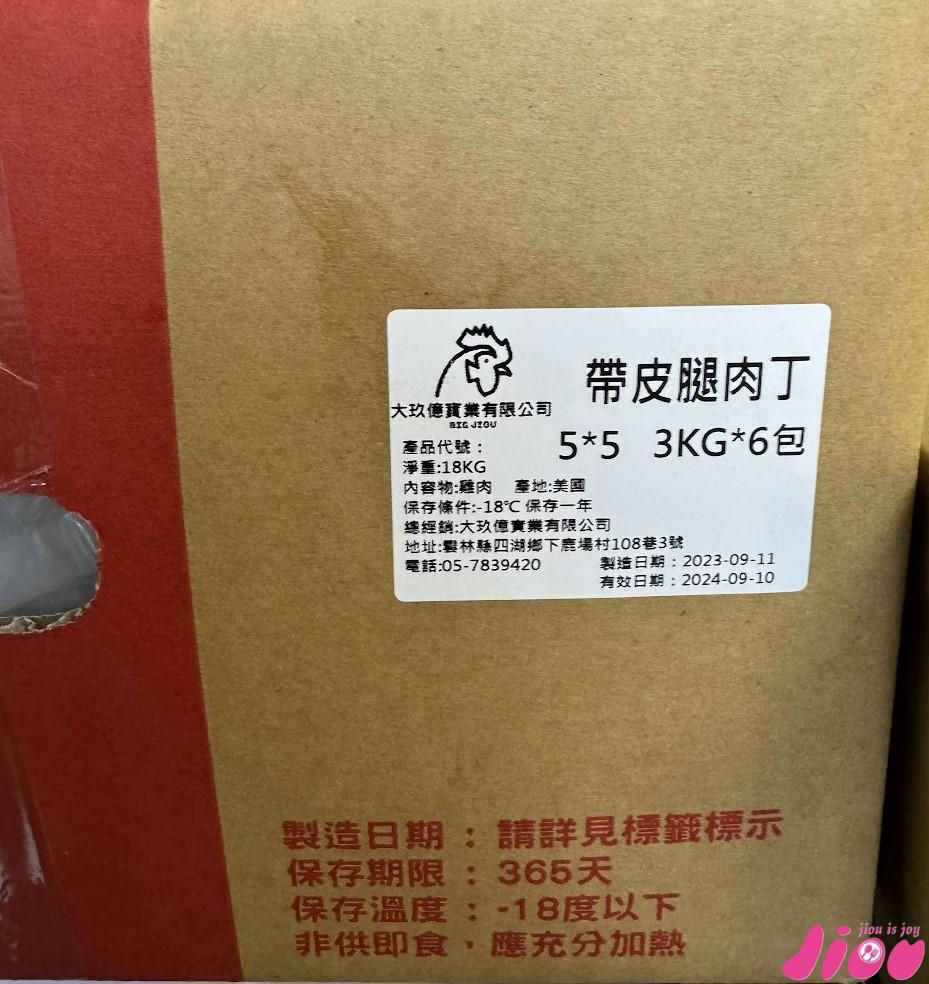 帶皮腿肉丁
大玖億實業有限公司
BIG JIOU
5*5 3KG*6包
產品代號：
淨重:18KG
內容物:雞肉 產地:美國
保存條件:-18℃ 保存一年
總經銷:大玖億實業有限公司
地址:雲林縣四湖鄉下鹿場村108巷3號
電話:05-7839420
製造日期：2023-09-11
有效日期：2024-09-10
製造日期：請詳見標籤標示
保存期限：365天
保存溫度：-18度以下
非供即食，應充分加熱
jiou is joy
Jiou